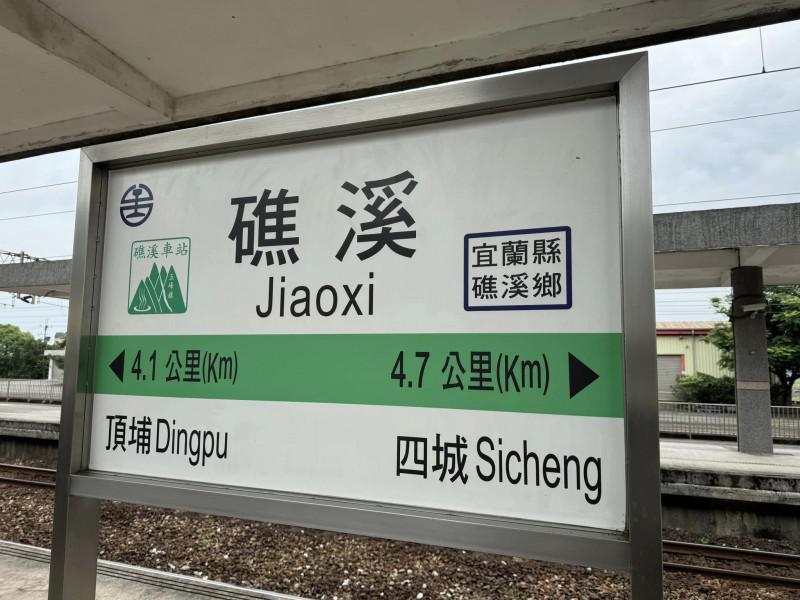 礁溪
Jiaoxi
礁溪車站
宜蘭縣
礁溪鄉
4.1 公里(Km)
4.7 公里(Km)
頂埔 Dingpu
四城 Sicheng